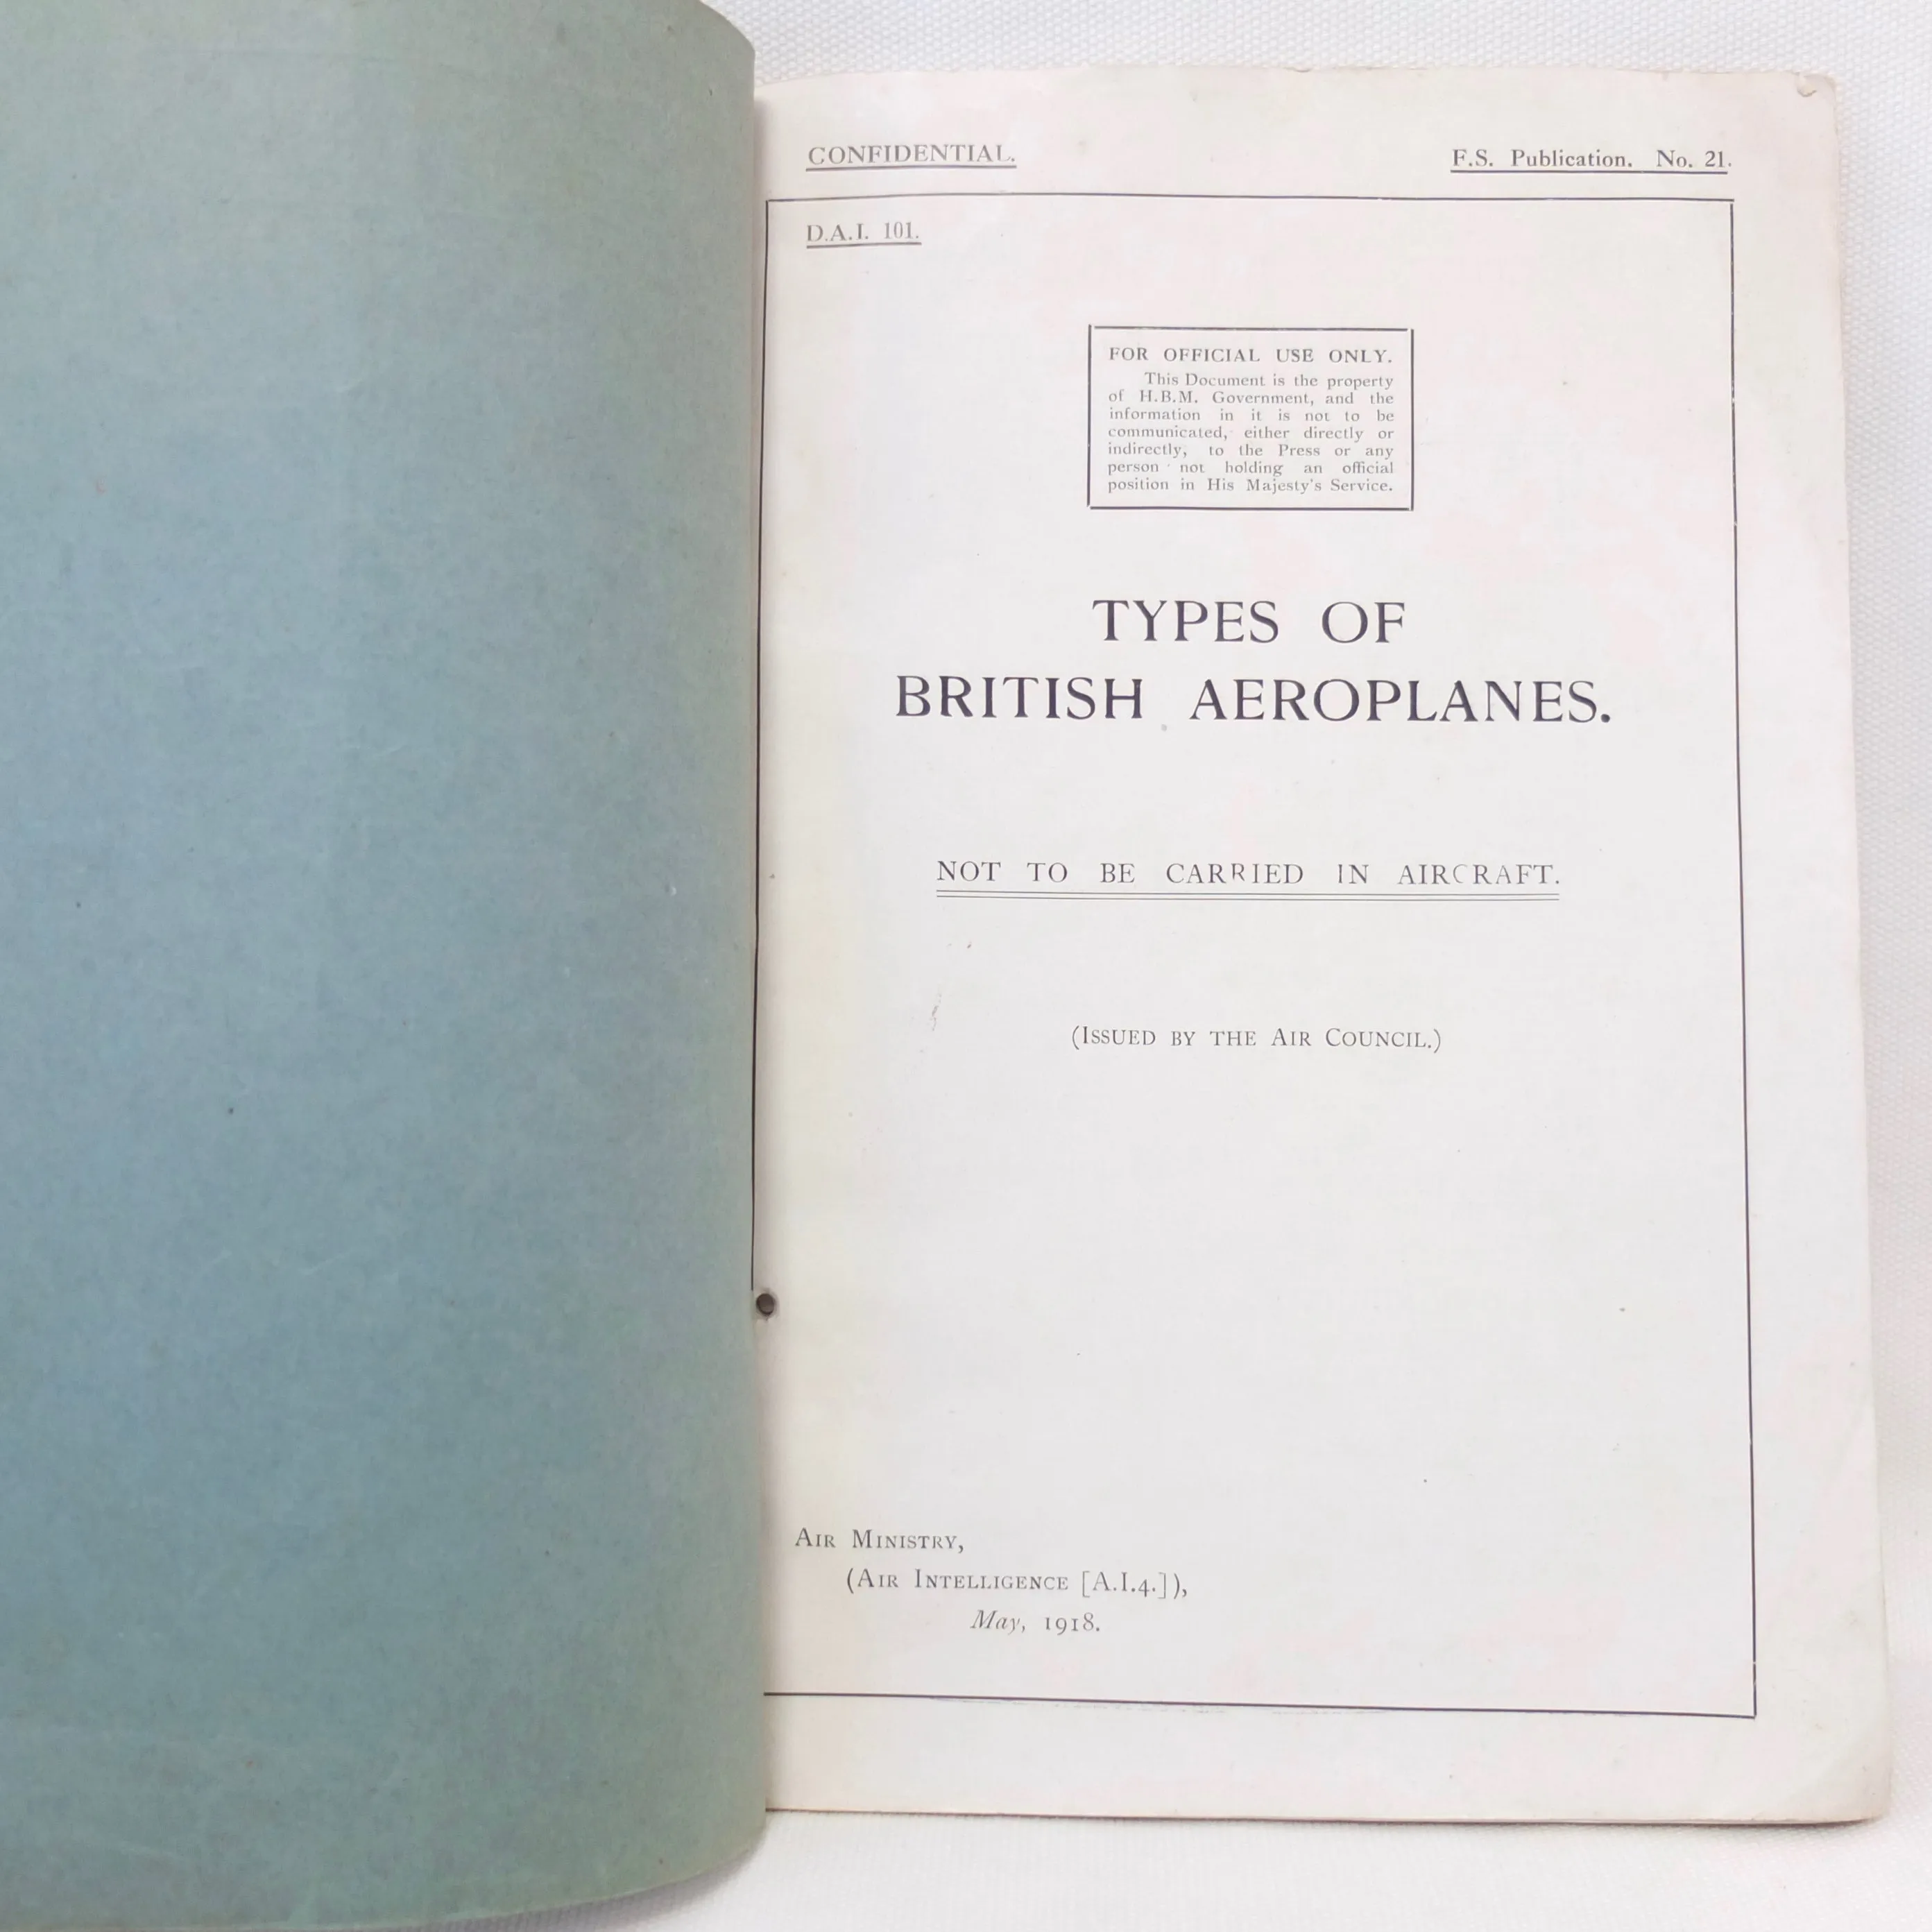 CONFIDENTIAL.
F.S. Publication. No. 21.
D.A.I. 101.
FOR OFFICIAL USE ONLY.
This Document is the property
of H.B.M. Government, and the
information in it is not to be
communicated, either directly or
indirectly, to the Press or any
person not holding an official
position in His Majesty's Service.
TYPES OF
BRITISH AEROPLANES.
NOT TO BE CARRIED IN AIRCRAFT.
(ISSUED BY THE AIR COUNCIL.)
AIR MINISTRY,
(AIR INTELLIGENCE [A.I.4.]),
May, 1918.